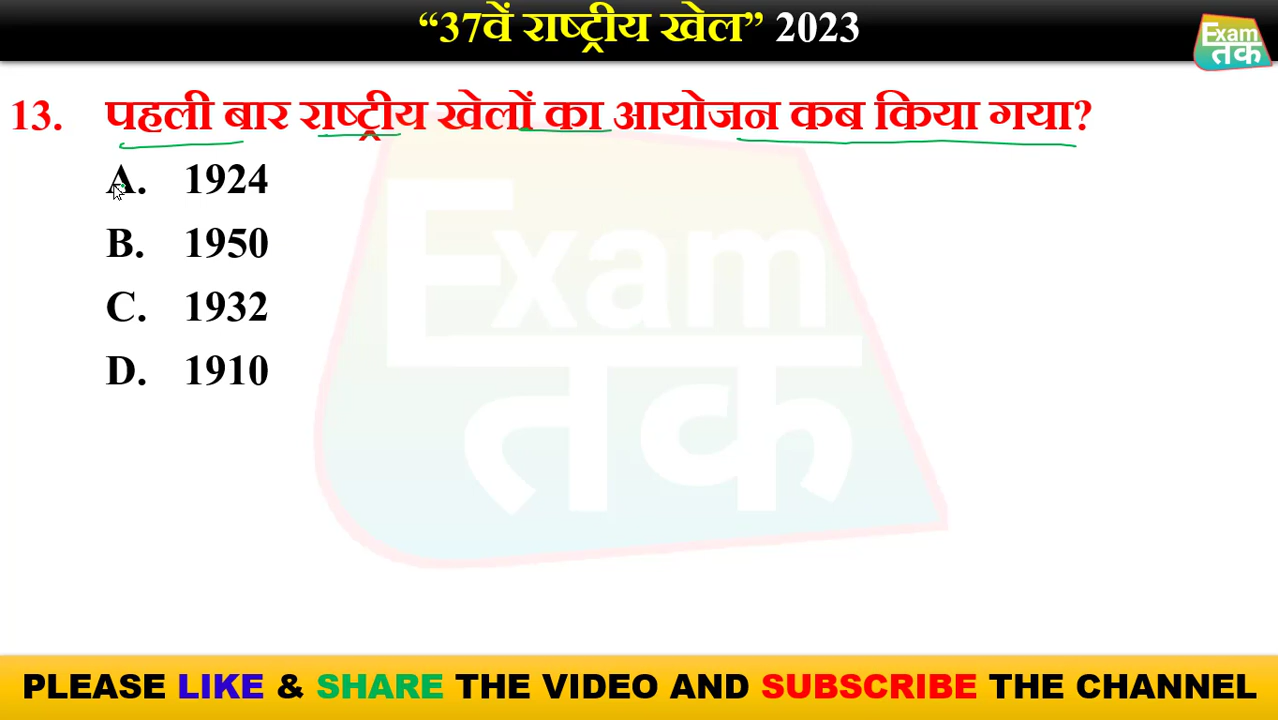 “37वें राष्ट्रीय खेल” 2023
Exam
तक
13. पहली बार राष्ट्रीय खेलों का आयोजन कब किया गया?
A. 1924
B. 1950
C. 1932
D. 1910
Exam
तक
PLEASE LIKE & SHARE THE VIDEO AND SUBSCRIBE THE CHANNEL